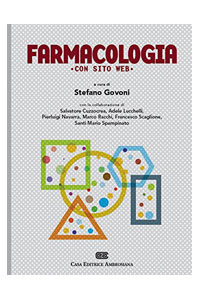 FARMACOLOGIA
•CON SITO WEB•
a cura di
Stefano Govoni
con la collaborazione di
Salvatore Cuzzocrea, Adele Lucchelli,
Pierluigi Navarra, Marco Racchi, Francesco Scaglione,
Santi Mario Spampinato
CEA
CASA EDITRICE AMBROSIANA